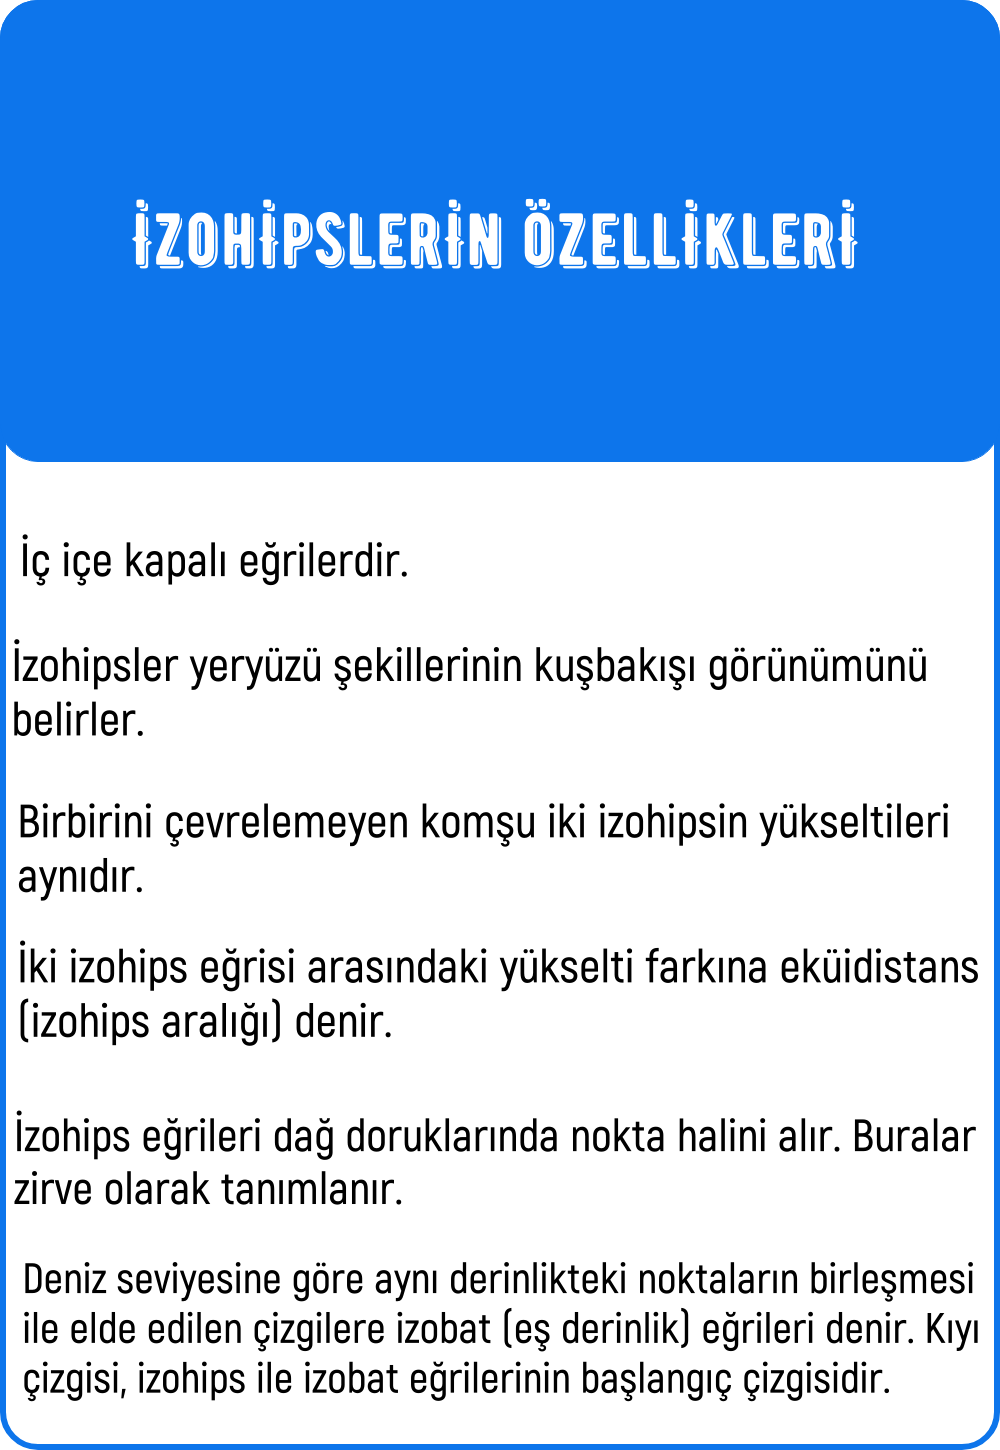 İZOHİPSLERİN ÖZELLİKLERİ
İç içe kapalı eğrilerdir.
İzohipsler yeryüzü şekillerinin kuşbakışı görünümünü
belirler.
Birbirini çevrelemeyen komşu iki izohipsin yükseltileri
aynıdır.
İki izohips eğrisi arasındaki yükselti farkına eküidistans
(izohips aralığı) denir.
İzohips eğrileri dağ doruklarında nokta halini alır. Buralar
zirve olarak tanımlanır.
Deniz seviyesine göre aynı derinlikteki noktaların birleşmesi
ile elde edilen çizgilere izobat (eş derinlik) eğrileri denir. Kıyı
çizgisi, izohips ile izobat eğrilerinin başlangıç çizgisidir.